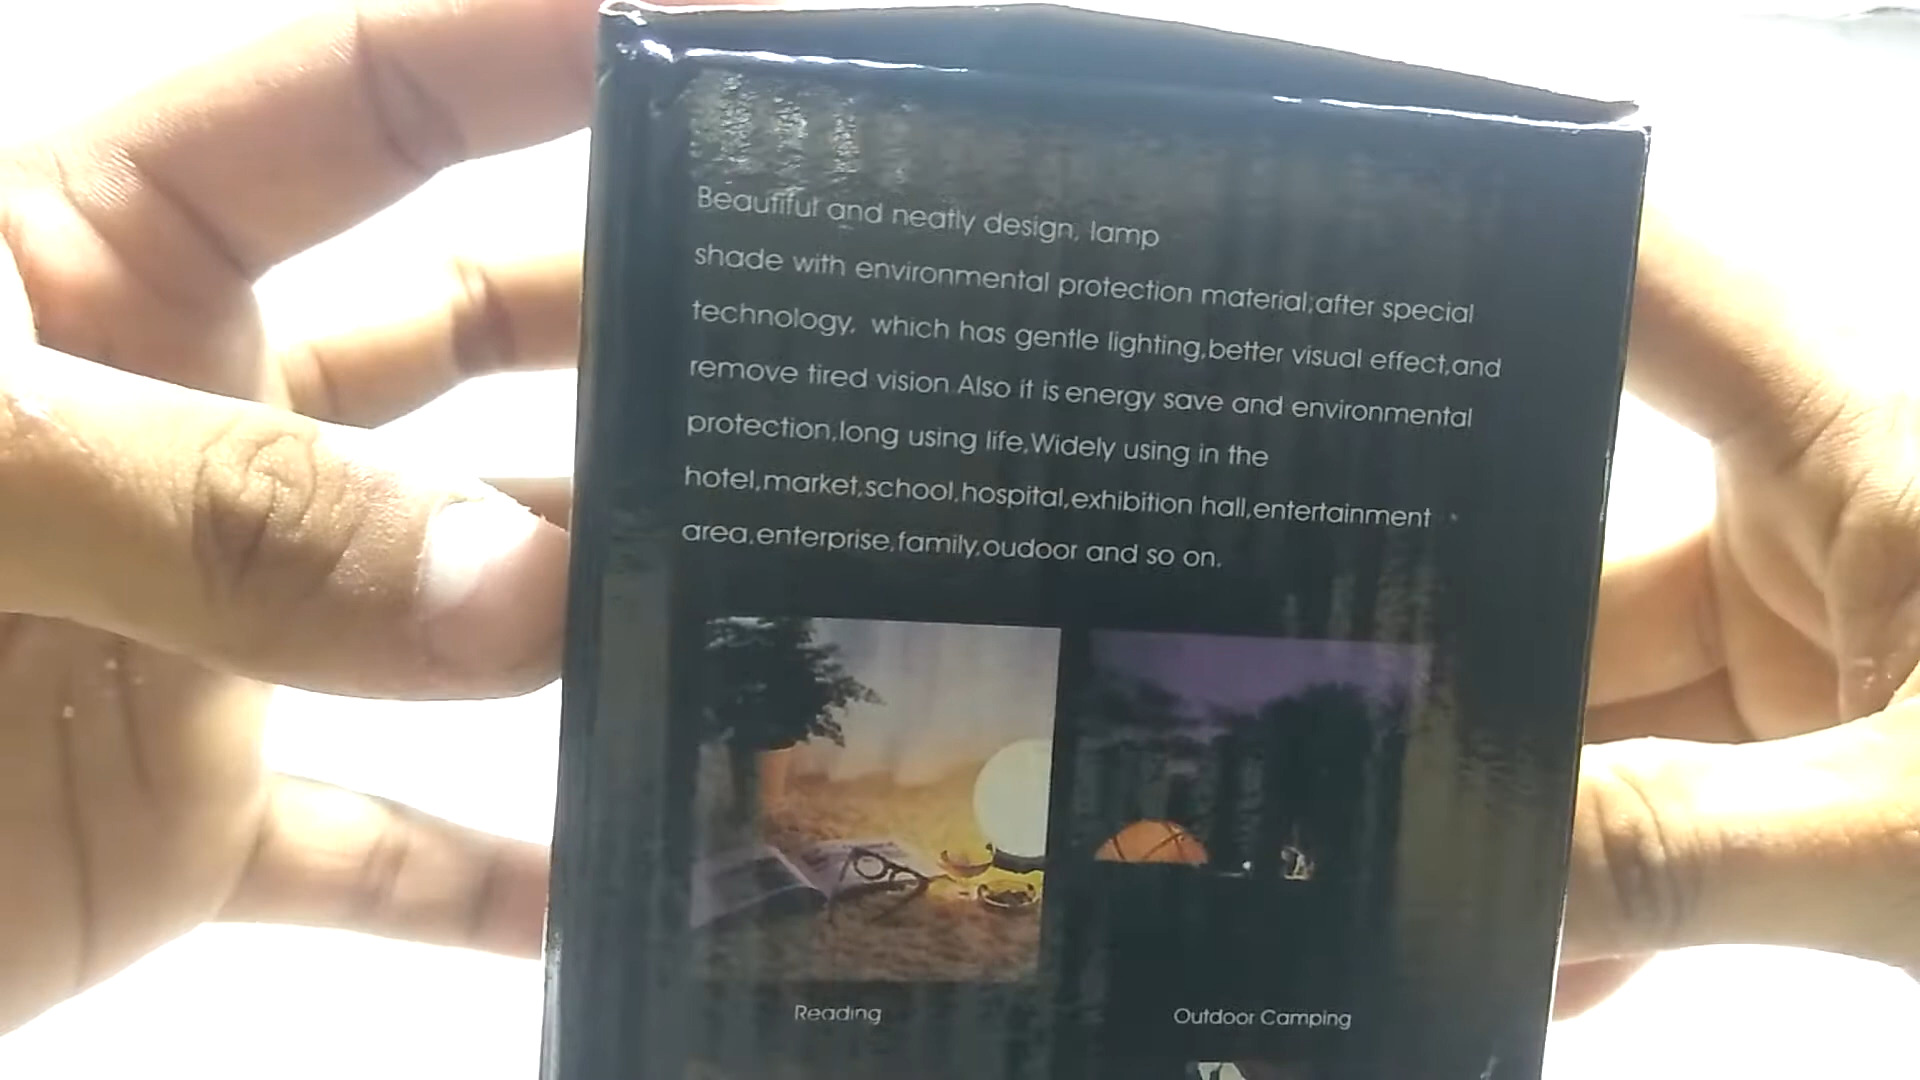 Beautiful and neatly design, lamp
shade with environmental protection material;after special
technology, which has gentle lighting,better visual effect,and
remove tired vision.Also it is energy save and environmental
protection,long using life,Widely using in the
hotel,market,school,hospital,exhibition hall,entertainment
area,enterprise,family,oudoor and so on.
Reading
Outdoor Camping